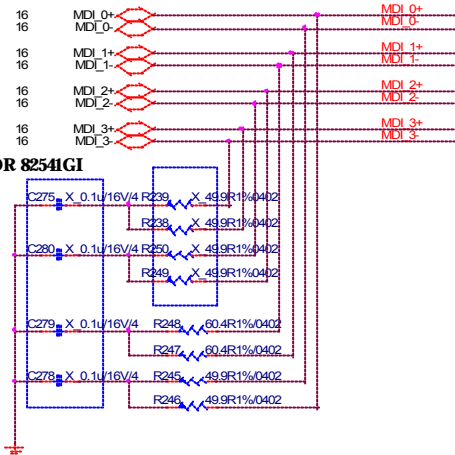 16 MDI_0+ MDI_0+
16 MDI_0- MDI_0-
16 MDI_1+ MDI_1+
16 MDI_1- MDI_1-
16 MDI_2+ MDI_2+
16 MDI_2- MDI_2-
16 MDI_3+ MDI_3+
16 MDI_3- MDI_3-
OR 82541GI
C275 X_0.1u/16V/4 R239 X_49.9R1%/0402
R238 X_49.9R1%/0402
C280 X_0.1u/16V/4 R250 X_49.9R1%/0402
R249 X_49.9R1%/0402
C279 X_0.1u/16V/4 R248 60.4R1%/0402
R247 60.4R1%/0402
C278 X_0.1u/16V/4 R245 49.9R1%/0402
R246 49.9R1%/0402